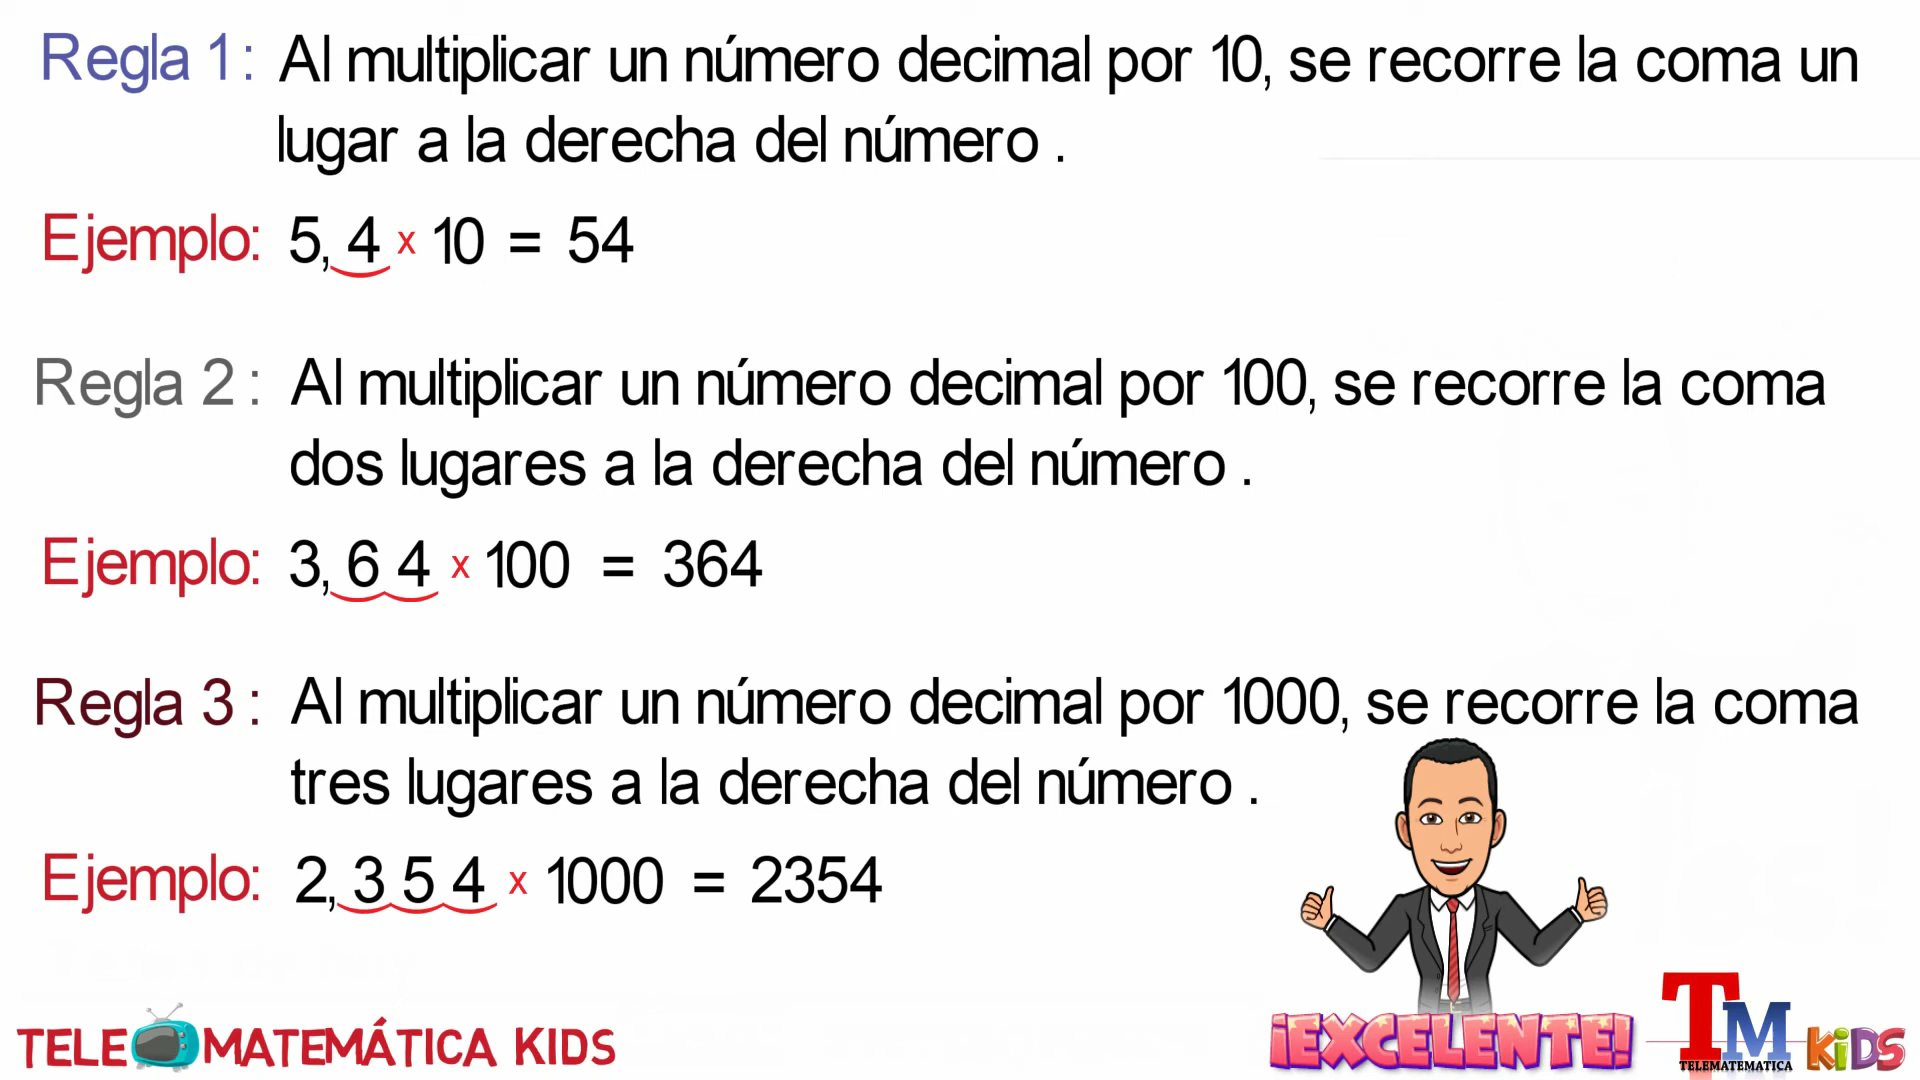 Regla 1: Al multiplicar un número decimal por 10, se recorre la coma un
lugar a la derecha del número .
Ejemplo: 5, 4 x 10 = 54
Regla 2 : Al multiplicar un número decimal por 100, se recorre la coma
dos lugares a la derecha del número .
Ejemplo: 3, 6 4 x 100 = 364
Regla 3 : Al multiplicar un número decimal por 1000, se recorre la coma
tres lugares a la derecha del número .
Ejemplo: 2, 3 5 4 x 1000 = 2354
TELE MATEMÁTICA KIDS
¡EXCELENTE!
TM KiDS
TELEMATEMATICA